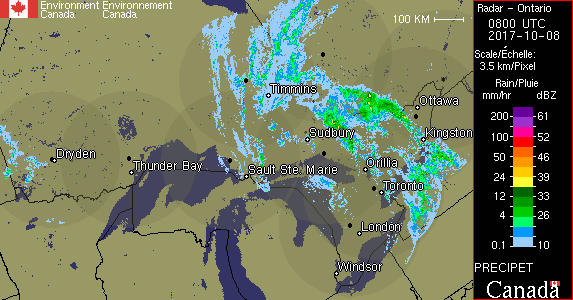 Environment Environnement
Canada Canada
Radar - Ontario
0800 UTC
2017-10-08
100 KM
Scale/Échelle:
3.5 km/Pixel
Rain/Pluie
mm/hr dBZ
200 61
100 52
50 46
24 39
12 33
4 26
0.1 10
Timmins
Ottawa
Sudbury
Kingston
Dryden
Thunder Bay
Sault Ste. Marie
Orillia
Toronto
London
Windsor
PRECIPET
Canada